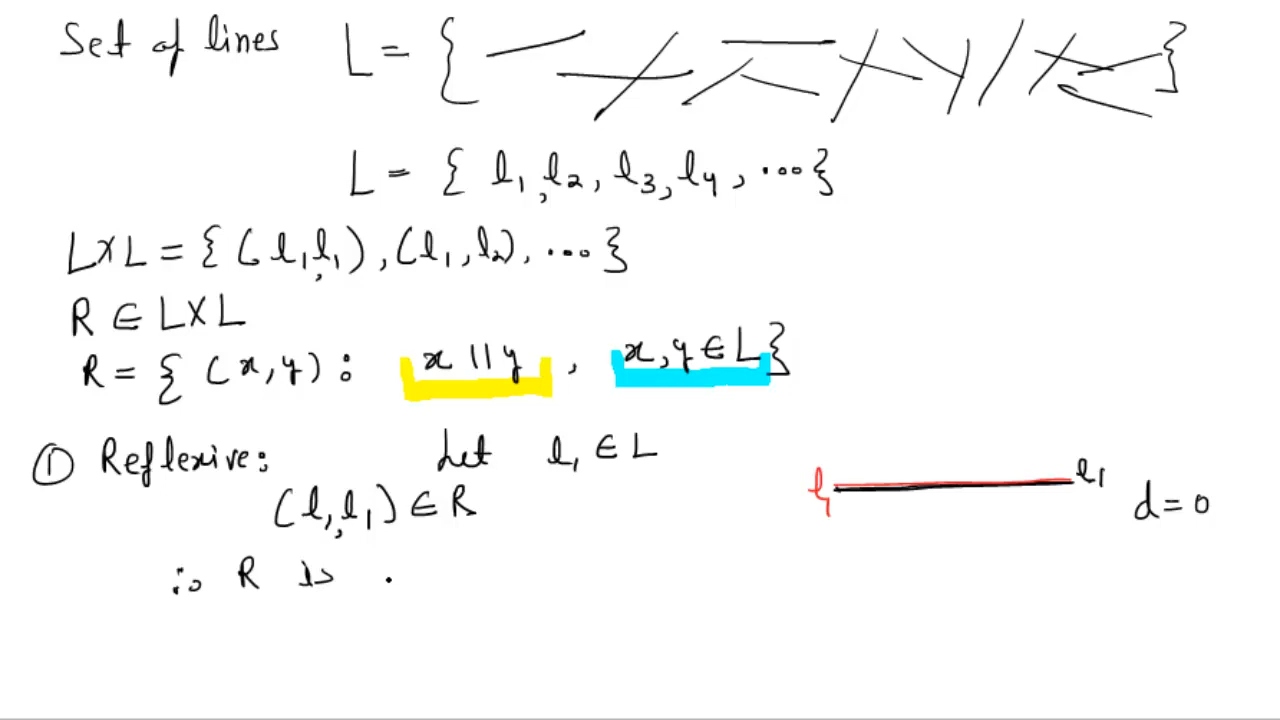 Set of lines L = { }
L = { l1, l2, l3, l4, ... }
L×L = { (l1, l1), (l1, l2), ... }
R ∈ L×L
R = { (x, y) : x ∥ y, x, y ∈ L }
① Reflexive: Let l1 ∈ L
l1 l1 d = 0
(l1, l1) ∈ R
∴ R is